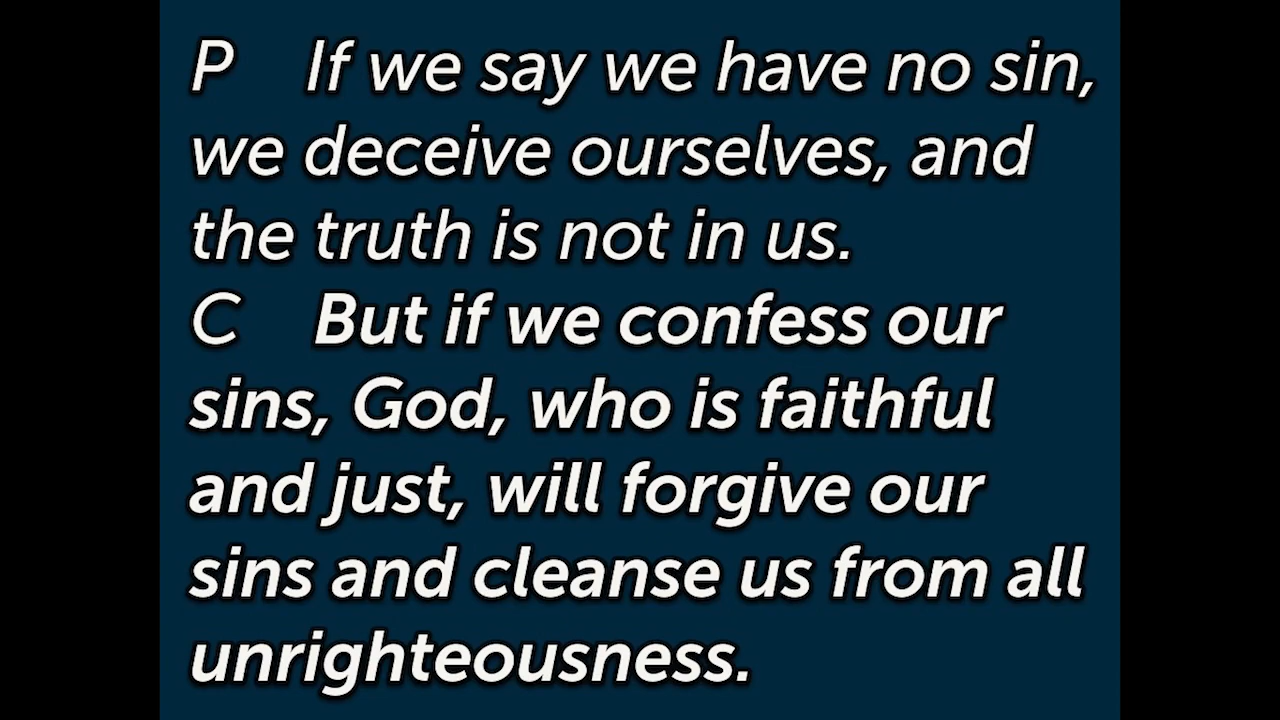 P If we say we have no sin,
we deceive ourselves, and
the truth is not in us.
C But if we confess our
sins, God, who is faithful
and just, will forgive our
sins and cleanse us from all
unrighteousness.